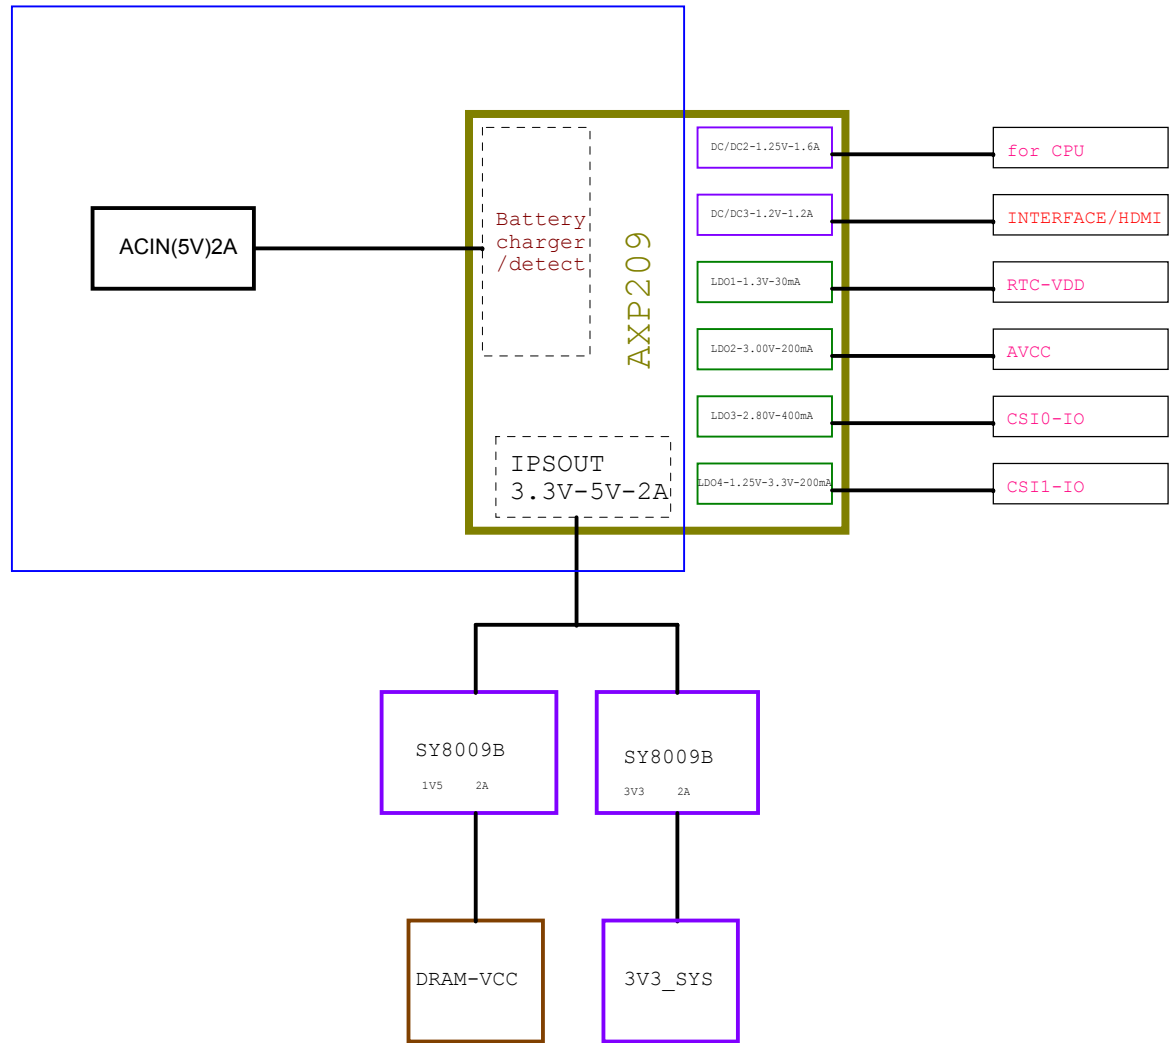 DC/DC2-1.25V-1.6A
for CPU
DC/DC3-1.2V-1.2A
INTERFACE/HDMI
ACIN(5V)2A
Battery
charger
/detect
AXP209
LDO1-1.3V-30mA
RTC-VDD
LDO2-3.00V-200mA
AVCC
LDO3-2.80V-400mA
CSI0-IO
IPSOUT
3.3V-5V-2A
LDO4-1.25V-3.3V-200mA
CSI1-IO
SY8009B
1V5 2A
SY8009B
3V3 2A
DRAM-VCC
3V3_SYS